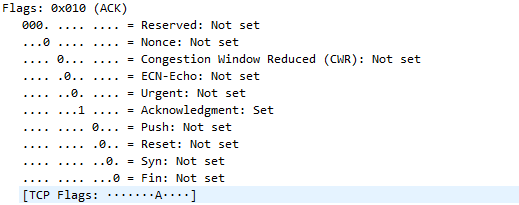 Flags: 0x010 (ACK)
000. .... .... = Reserved: Not set
...0 .... .... = Nonce: Not set
.... 0... .... = Congestion Window Reduced (CWR): Not set
.... .0.. .... = ECN-Echo: Not set
.... ..0. .... = Urgent: Not set
.... ...1 .... = Acknowledgment: Set
.... .... 0... = Push: Not set
.... .... .0.. = Reset: Not set
.... .... ..0. = Syn: Not set
.... .... ...0 = Fin: Not set
[TCP Flags: ·······A····]